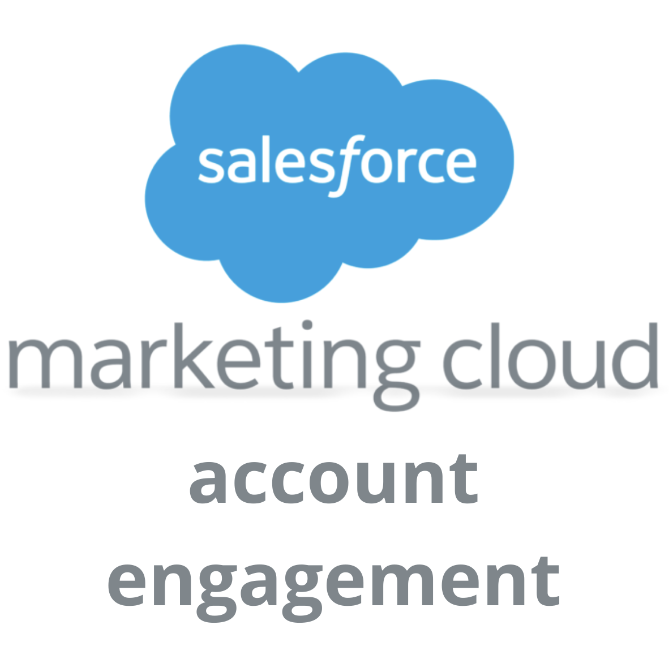 salesforce
marketing cloud
account
engagement